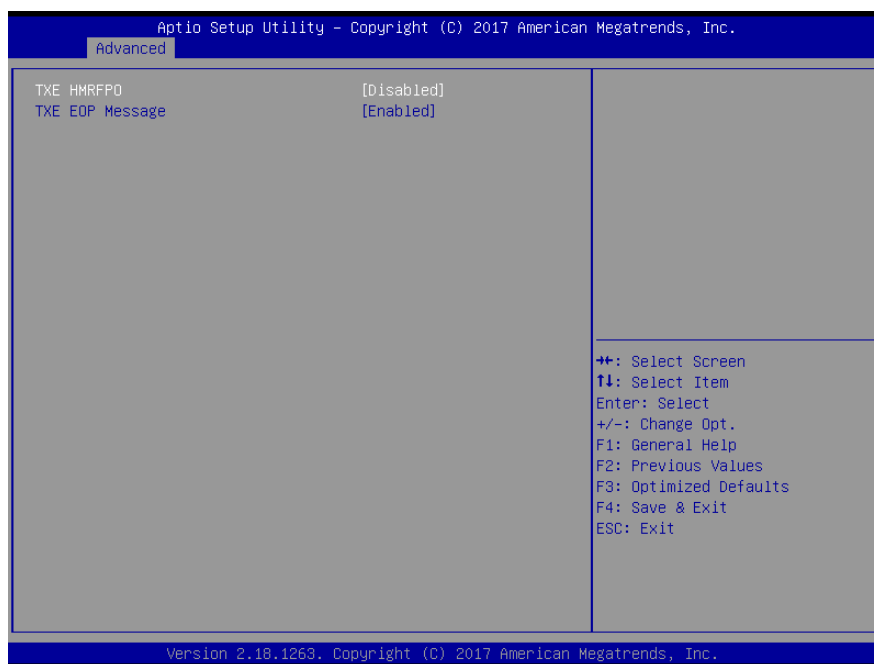 Aptio Setup Utility – Copyright (C) 2017 American Megatrends, Inc.
Advanced
TXE HMRFPO [Disabled]
TXE EOP Message [Enabled]
→←: Select Screen
↑↓: Select Item
Enter: Select
+/-: Change Opt.
F1: General Help
F2: Previous Values
F3: Optimized Defaults
F4: Save & Exit
ESC: Exit
Version 2.18.1263. Copyright (C) 2017 American Megatrends, Inc.